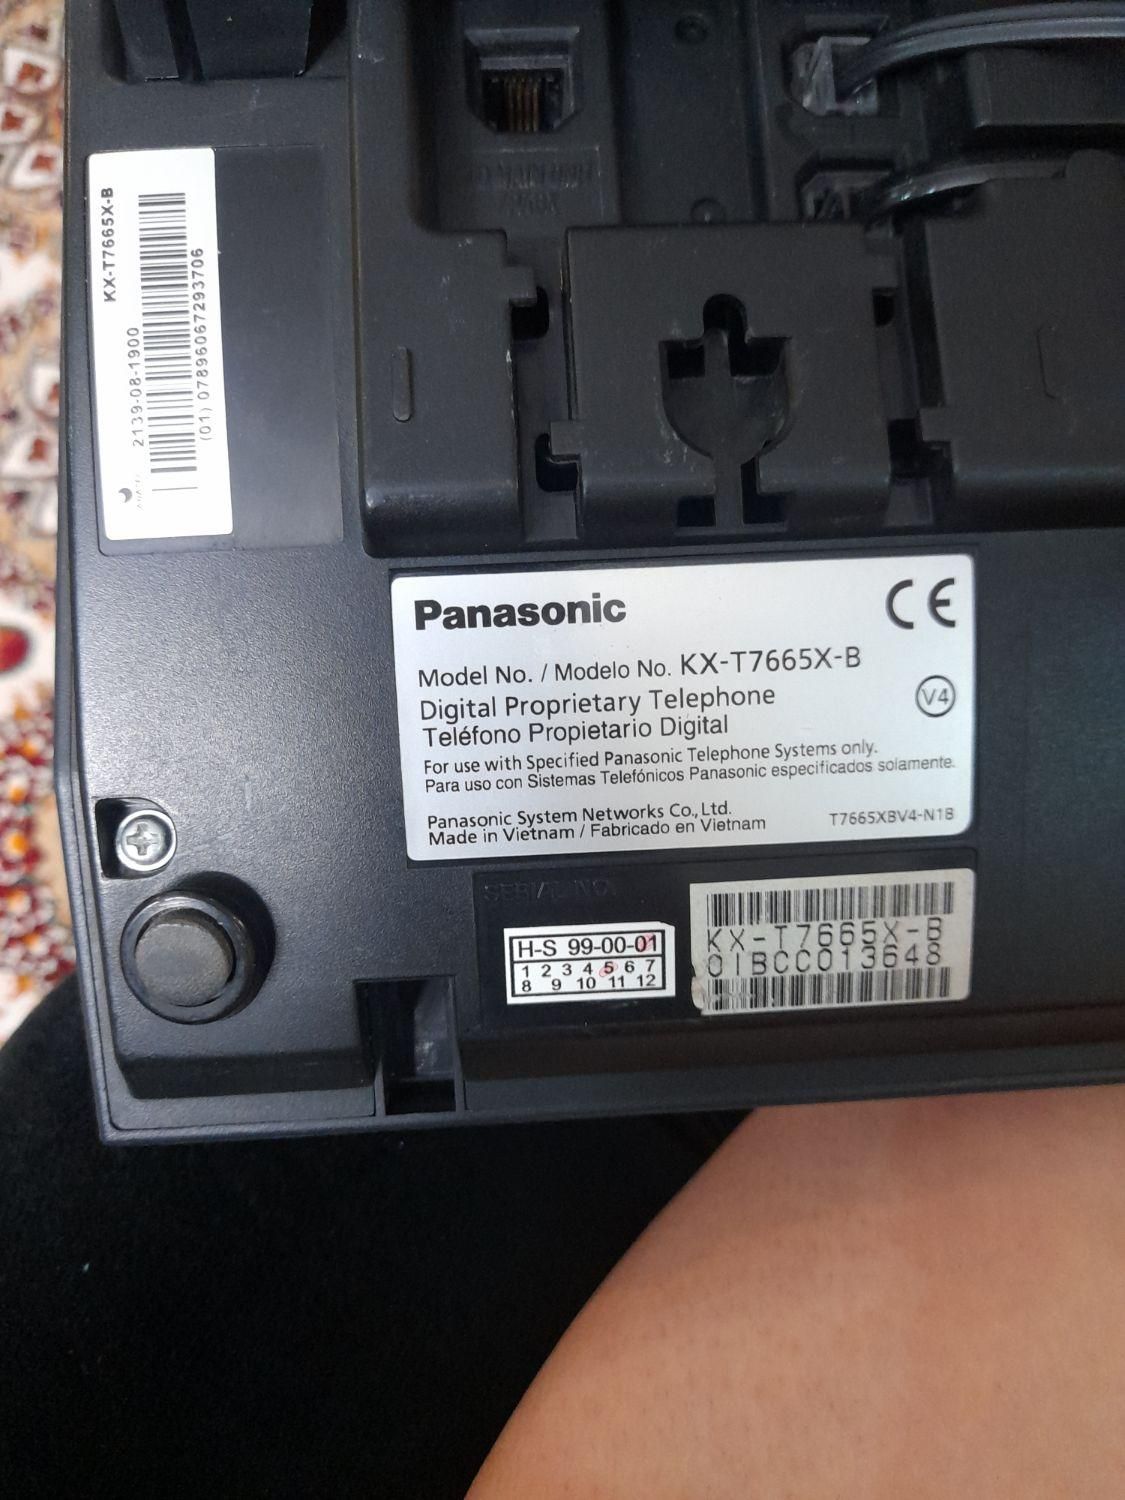 KX-T7665X-B
2139-08-1900
(01) 07896067293706
Panasonic
CE
Model No. / Modelo No. KX-T7665X-B
Digital Proprietary Telephone
V4
Teléfono Propietario Digital
For use with Specified Panasonic Telephone Systems only.
Para uso con Sistemas Telefónicos Panasonic especificados solamente.
Panasonic System Networks Co., Ltd.
Made in Vietnam / Fabricado en Vietnam
T7665XBV4-N1B
SERIAL NO.
H-S 99-00-01
1 2 3 4 5 6 7
8 9 10 11 12
KX-T7665X-B
0IBCC013648